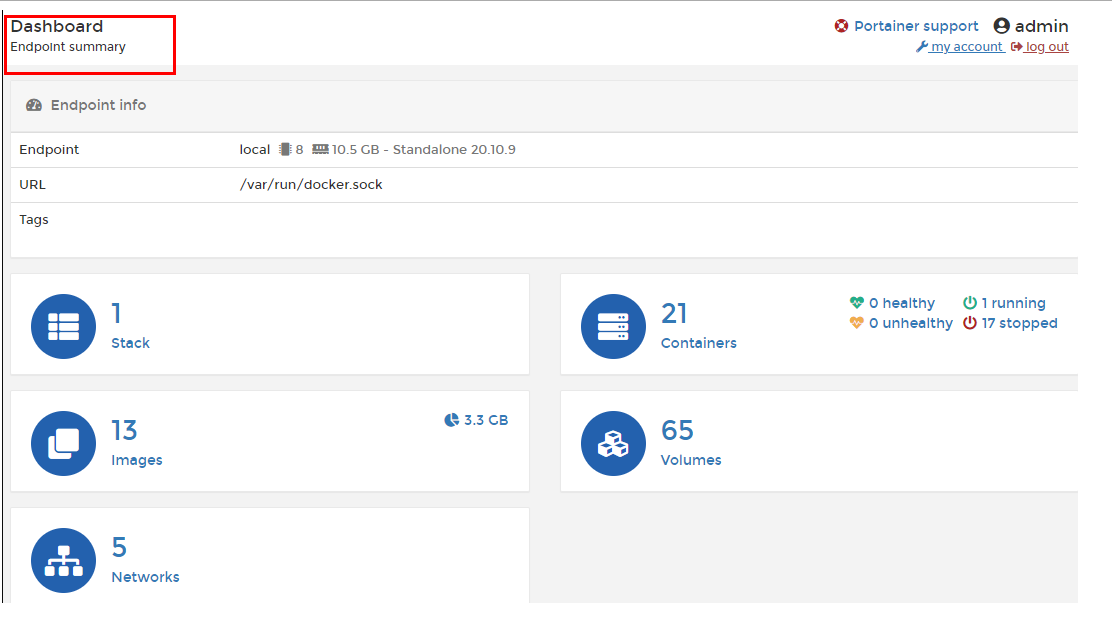 Dashboard
Endpoint summary
Portainer support admin
my account log out
Endpoint info
Endpoint local 8 10.5 GB - Standalone 20.10.9
URL /var/run/docker.sock
Tags
1
Stack
21
Containers
0 healthy 1 running
0 unhealthy 17 stopped
13
Images
3.3 GB
65
Volumes
5
Networks